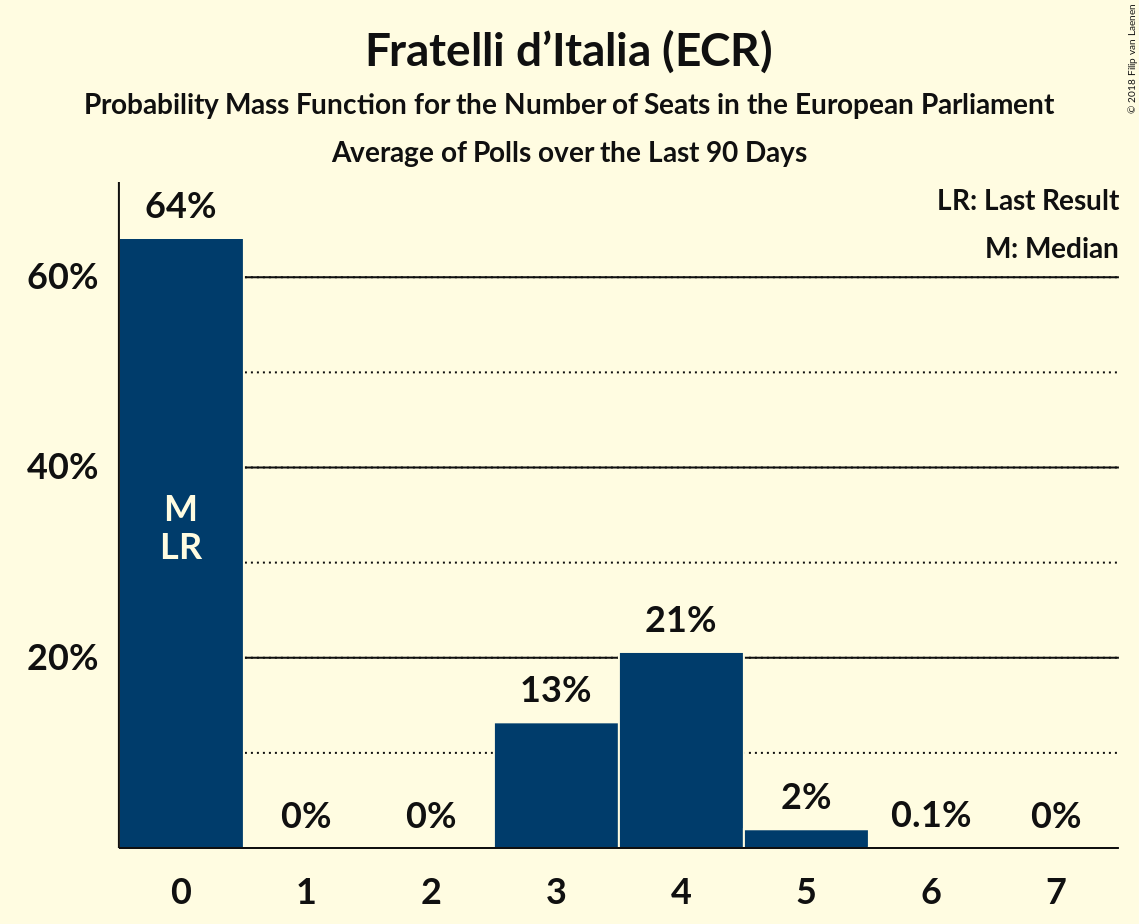 Fratelli d’Italia (ECR)
Probability Mass Function for the Number of Seats in the European Parliament
Average of Polls over the Last 90 Days
© 2018 Filip van Laenen
LR: Last Result
M: Median
64%
60%
40%
20%
M
LR
0%
0%
13%
21%
2%
0.1%
0%
0 1 2 3 4 5 6 7